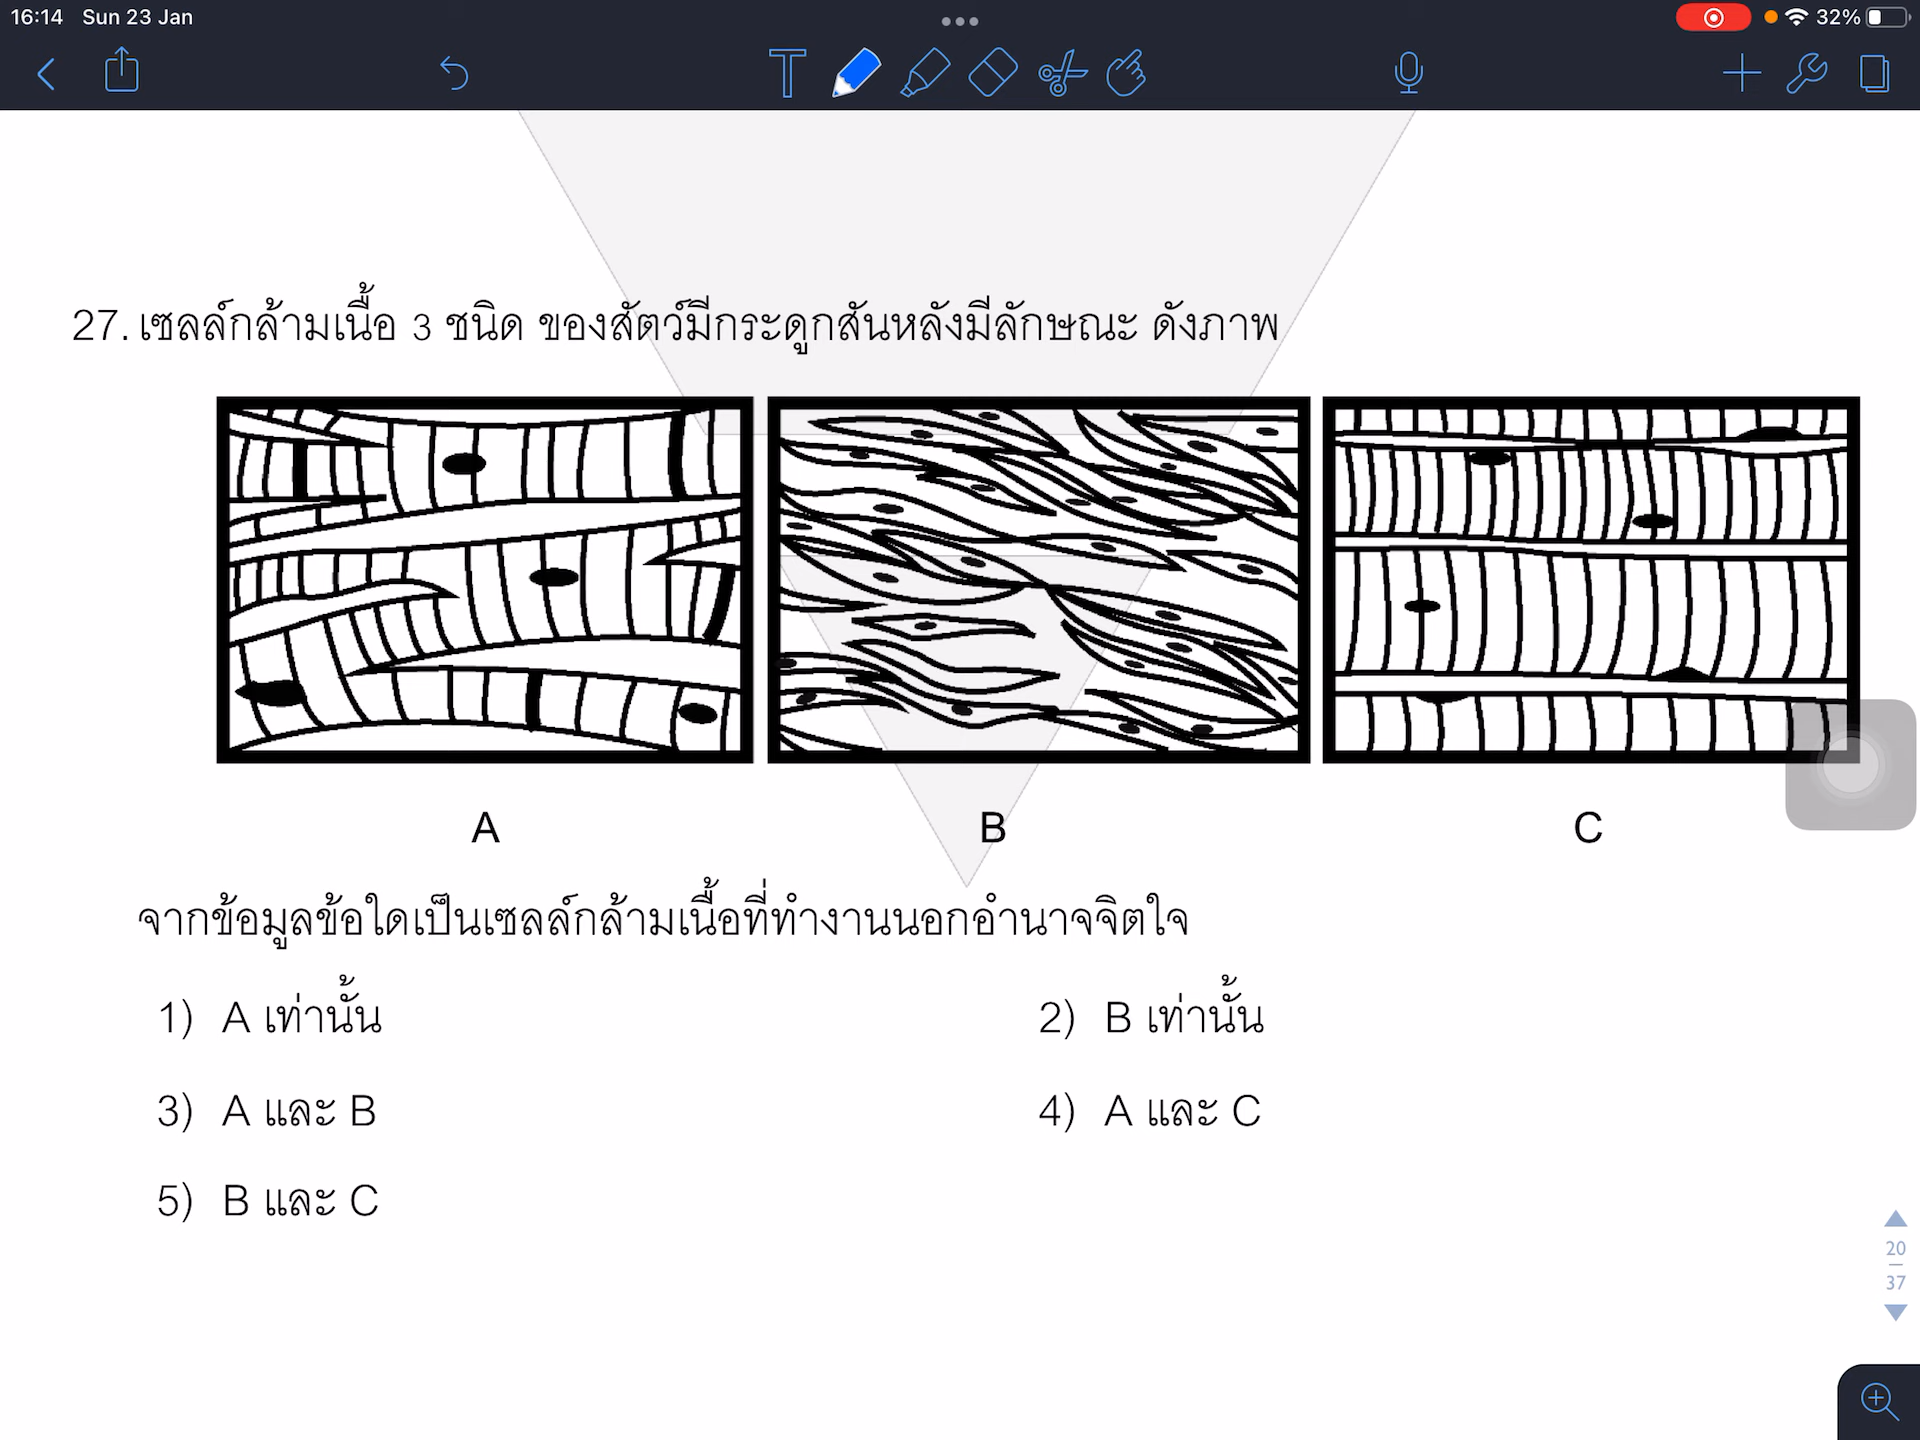 16:14 Sun 23 Jan
32%
T
27. เซลล์กล้ามเนื้อ 3 ชนิด ของสัตว์มีกระดูกสันหลังมีลักษณะ ดังภาพ
A B C
จากข้อมูลข้อใดเป็นเซลล์กล้ามเนื้อที่ทำงานนอกอำนาจจิตใจ
1) A เท่านั้น 2) B เท่านั้น
3) A และ B 4) A และ C
5) B และ C
20
37